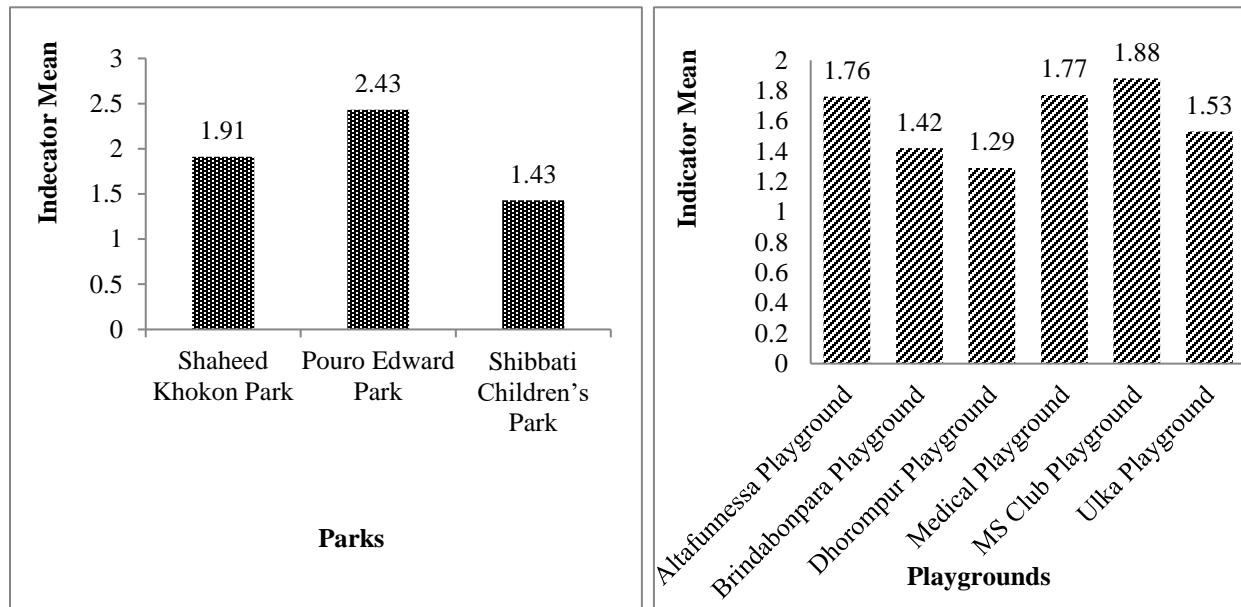 Indecator Mean
3
2.5
2
1.5
1
0.5
0
1.91
2.43
1.43
Shaheed
Khokon Park
Pouro Edward
Park
Shibbati
Children’s
Park
Parks
Indicator Mean
2
1.8
1.6
1.4
1.2
1
0.8
0.6
0.4
0.2
0
1.76
1.42
1.29
1.77
1.88
1.53
Altafunnessa Playground
Brindabonpara Playground
Dhorompur Playground
Medical Playground
MS Club Playground
Ulka Playground
Playgrounds